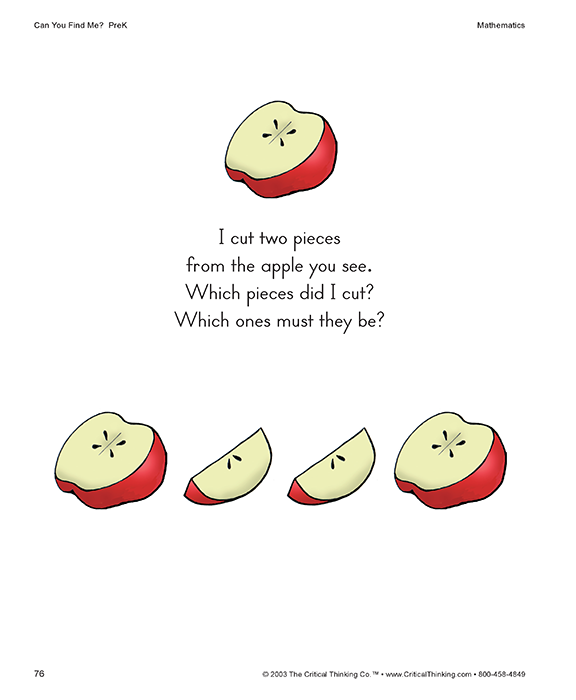 Can You Find Me? PreK
Mathematics
I cut two pieces
from the apple you see.
Which pieces did I cut?
Which ones must they be?
76
© 2003 The Critical Thinking Co.™ • www.CriticalThinking.com • 800-458-4849